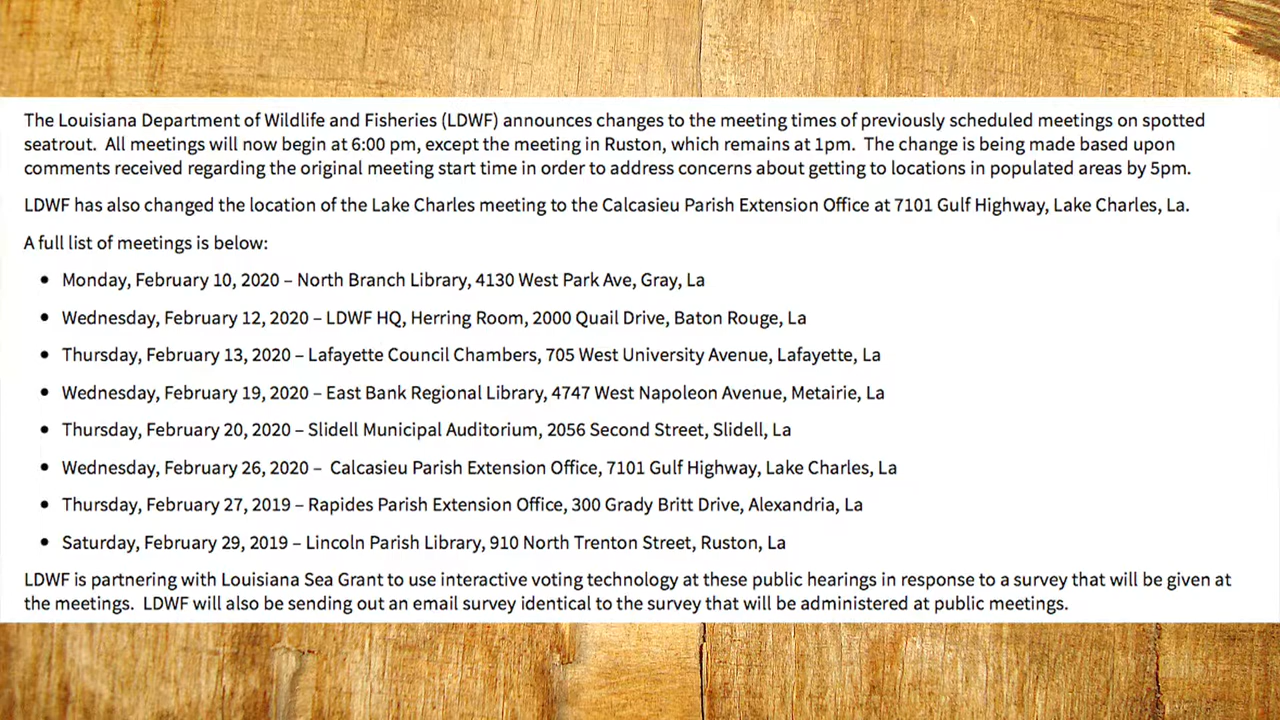 The Louisiana Department of Wildlife and Fisheries (LDWF) announces changes to the meeting times of previously scheduled meetings on spotted
seatrout.  All meetings will now begin at 6:00 pm, except the meeting in Ruston, which remains at 1pm.  The change is being made based upon
comments received regarding the original meeting start time in order to address concerns about getting to locations in populated areas by 5pm.
LDWF has also changed the location of the Lake Charles meeting to the Calcasieu Parish Extension Office at 7101 Gulf Highway, Lake Charles, La.
A full list of meetings is below:
• Monday, February 10, 2020 – North Branch Library, 4130 West Park Ave, Gray, La
• Wednesday, February 12, 2020 – LDWF HQ, Herring Room, 2000 Quail Drive, Baton Rouge, La
• Thursday, February 13, 2020 – Lafayette Council Chambers, 705 West University Avenue, Lafayette, La
• Wednesday, February 19, 2020 – East Bank Regional Library, 4747 West Napoleon Avenue, Metairie, La
• Thursday, February 20, 2020 – Slidell Municipal Auditorium, 2056 Second Street, Slidell, La
• Wednesday, February 26, 2020 –  Calcasieu Parish Extension Office, 7101 Gulf Highway, Lake Charles, La
• Thursday, February 27, 2019 – Rapides Parish Extension Office, 300 Grady Britt Drive, Alexandria, La
• Saturday, February 29, 2019 – Lincoln Parish Library, 910 North Trenton Street, Ruston, La
LDWF is partnering with Louisiana Sea Grant to use interactive voting technology at these public hearings in response to a survey that will be given at
the meetings.  LDWF will also be sending out an email survey identical to the survey that will be administered at public meetings.